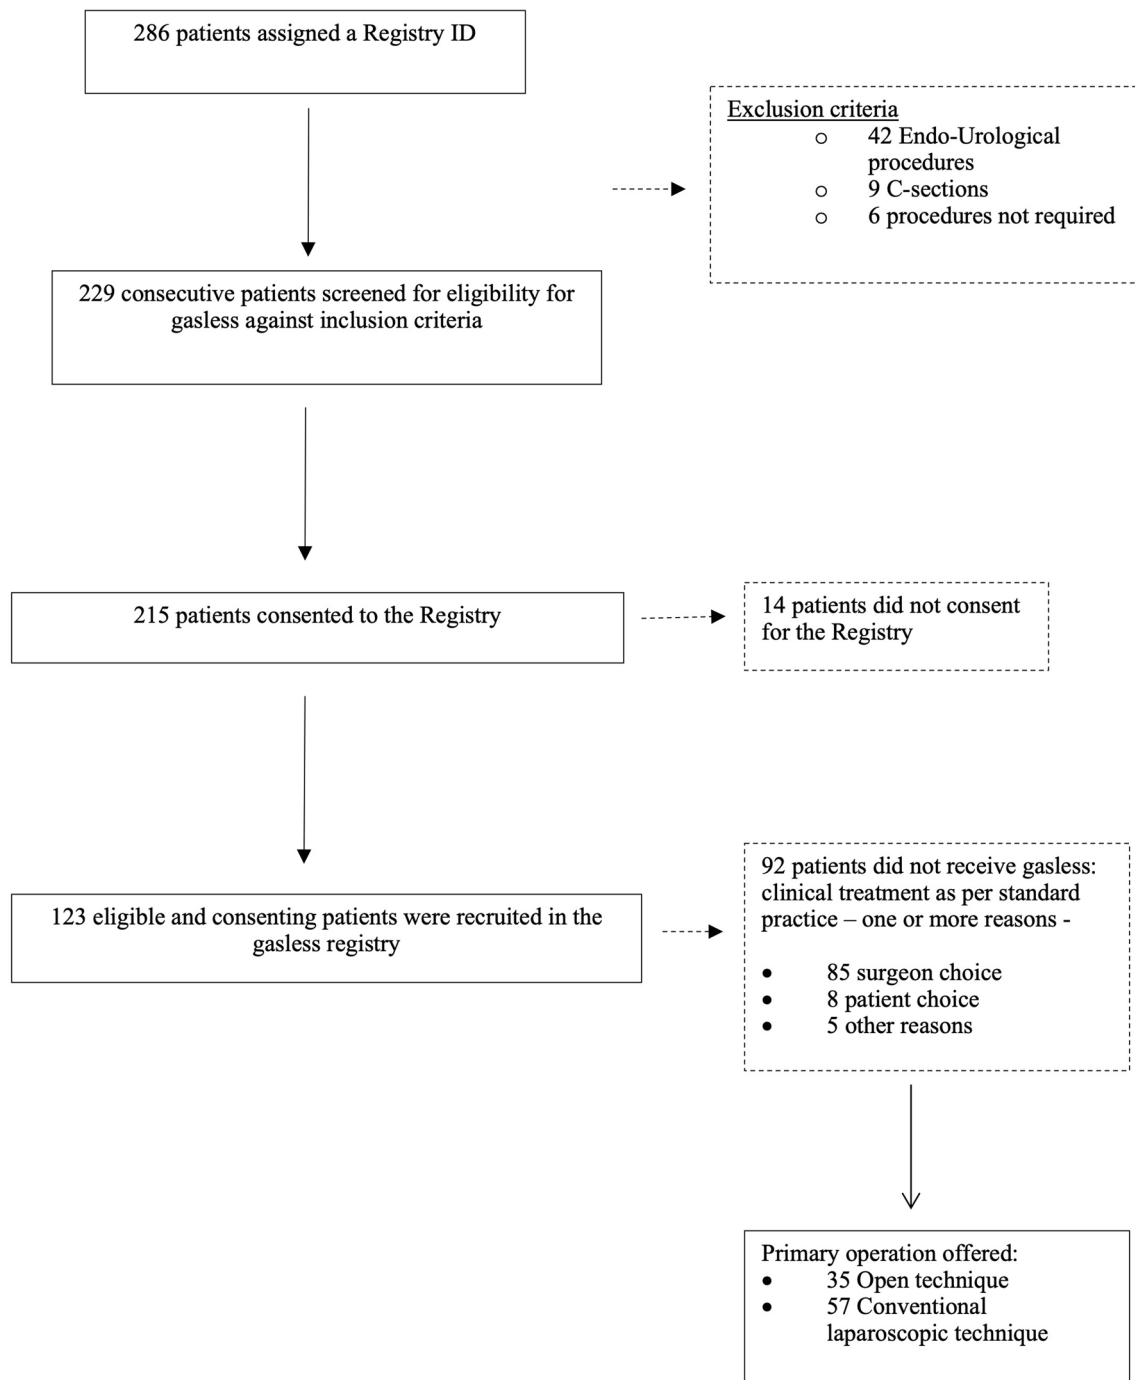 286 patients assigned a Registry ID
Exclusion criteria
o 42 Endo-Urological
procedures
o 9 C-sections
o 6 procedures not required
229 consecutive patients screened for eligibility for
gasless against inclusion criteria
215 patients consented to the Registry
14 patients did not consent
for the Registry
123 eligible and consenting patients were recruited in the
gasless registry
92 patients did not receive gasless:
clinical treatment as per standard
practice – one or more reasons -
• 85 surgeon choice
• 8 patient choice
• 5 other reasons
Primary operation offered:
• 35 Open technique
• 57 Conventional
laparoscopic technique